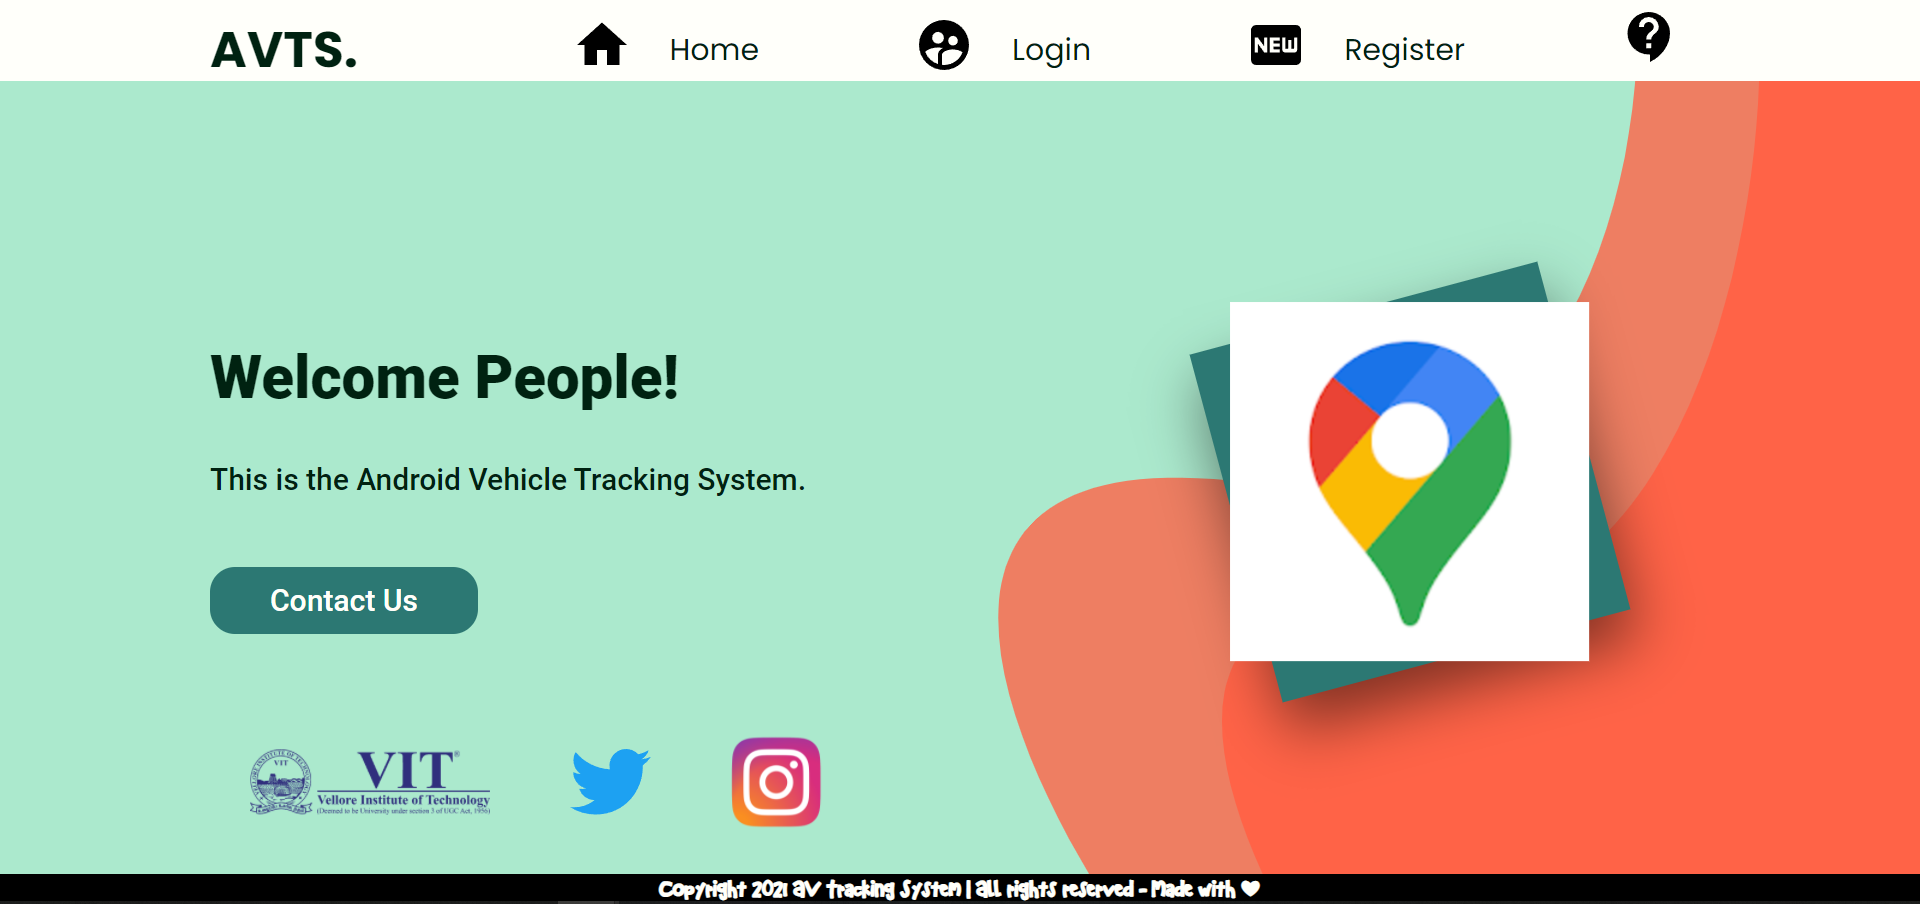 AVTS.
Home
Login
NEW
Register
?
Welcome People!
This is the Android Vehicle Tracking System.
Contact Us
VIT
VIT®
Vellore Institute of Technology
(Deemed to be University under section 3 of UGC Act, 1956)
Copyright 2021 AV Tracking System | All rights reserved - Made with ♥